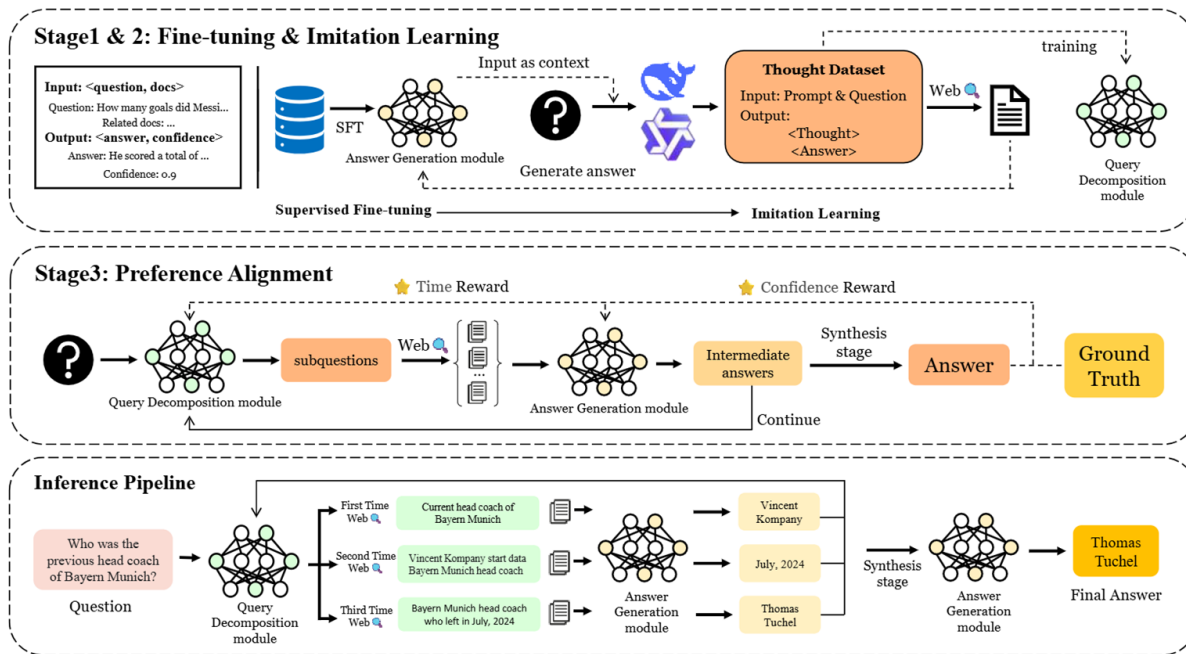 Stage1 & 2: Fine-tuning & Imitation Learning
Input: <question, docs>
Question: How many goals did Messi...
Related docs: ...
Output: <answer, confidence>
Answer: He scored a total of ...
Confidence: 0.9
SFT
Answer Generation module
Input as context
Generate answer
Thought Dataset
Input: Prompt & Question
Output:
<Thought>
<Answer>
Web
training
Query
Decomposition
module
Supervised Fine-tuning
Imitation Learning
Stage3: Preference Alignment
Time Reward
Confidence Reward
Query Decomposition module
subquestions
Web
...
Answer Generation module
Intermediate
answers
Synthesis
stage
Answer
Ground
Truth
Continue
Inference Pipeline
Who was the
previous head coach
of Bayern Munich?
Question
Query
Decomposition
module
First Time
Web
Current head coach of
Bayern Munich
Vincent
Kompany
Second Time
Web
Vincent Kompany start data
Bayern Munich head coach
July, 2024
Third Time
Web
Bayern Munich head coach
who left in July, 2024
Thomas
Tuchel
Answer
Generation
module
Synthesis
stage
Answer
Generation
module
Thomas
Tuchel
Final Answer